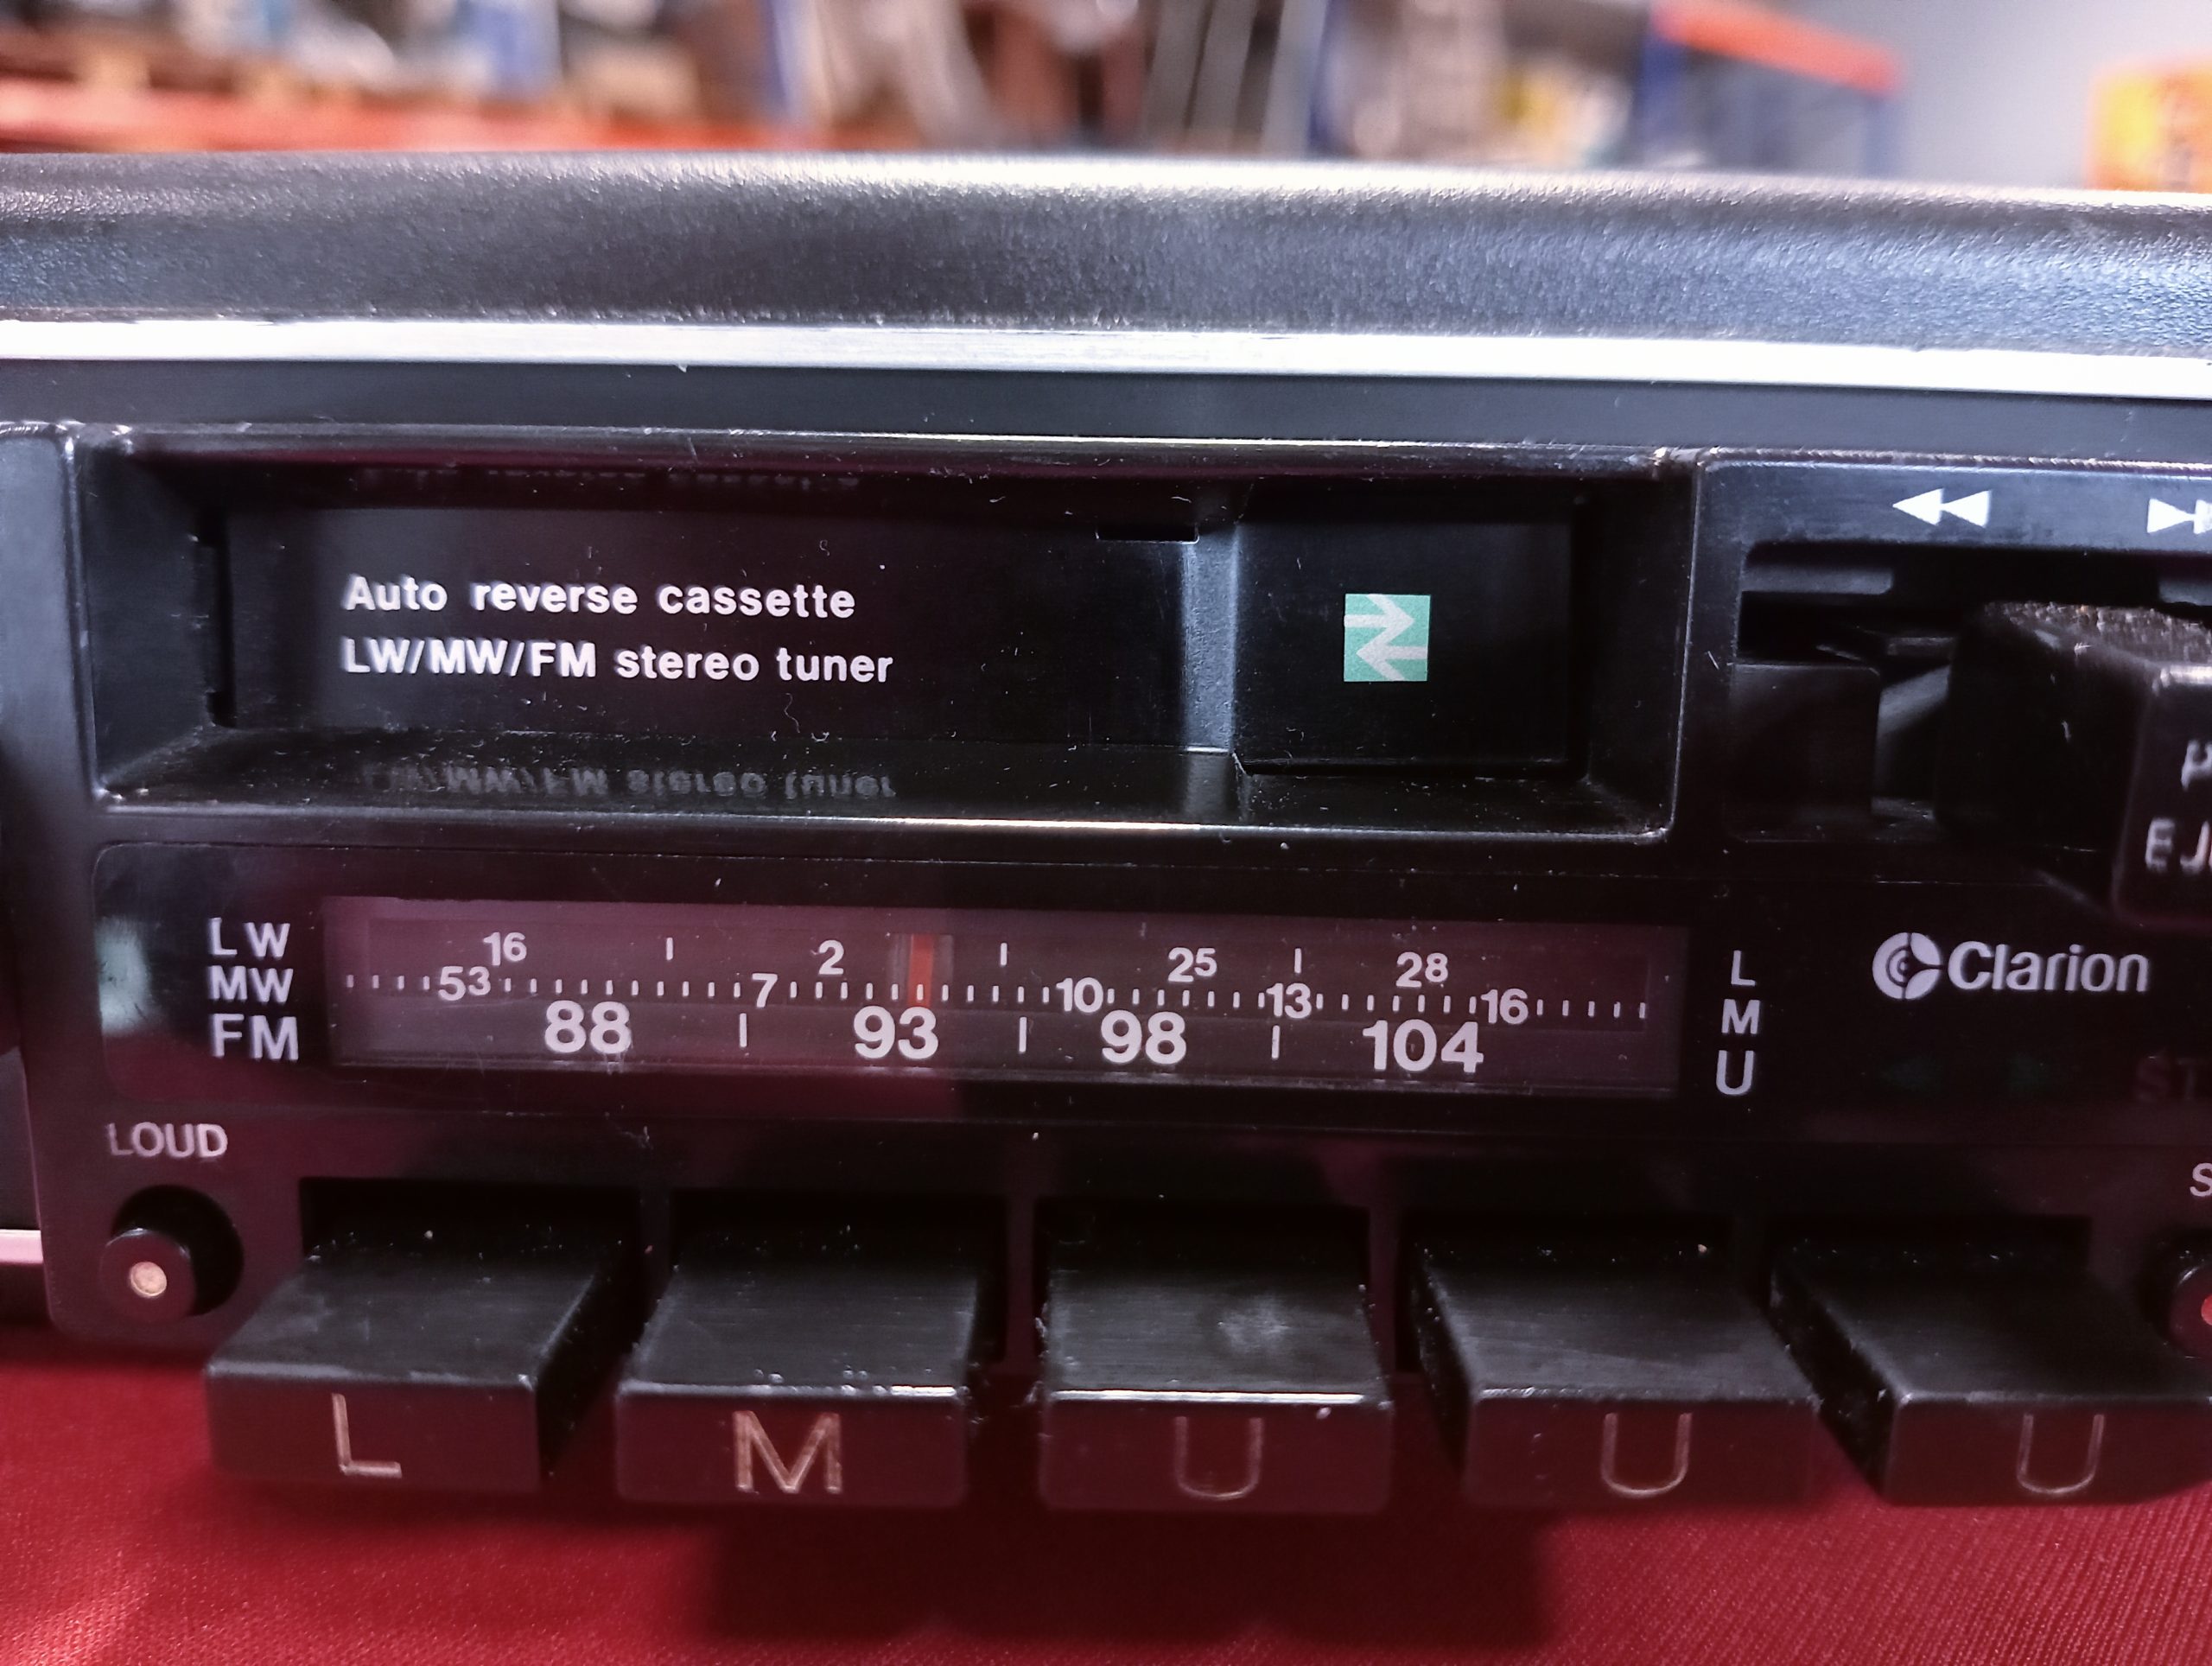 Auto reverse cassette
LW/MW/FM stereo tuner
LW 16 2 25 28 L
MW 53 7 10 13 16 M
FM 88 93 98 104 U
Clarion
LOUD
L M U U U